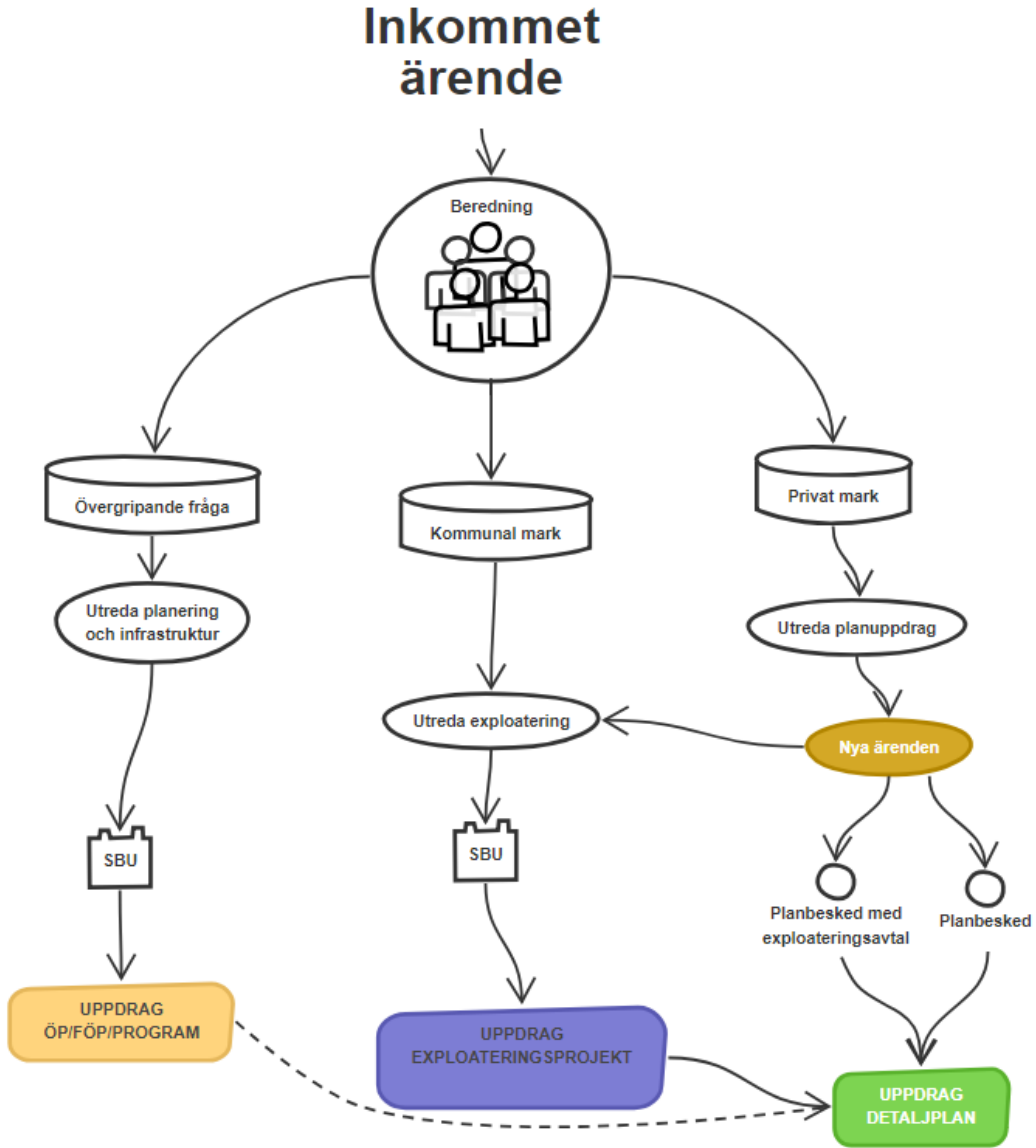 Inkommet
ärende
Beredning
Övergripande fråga
Kommunal mark
Privat mark
Utreda planering
och infrastruktur
Utreda planuppdrag
Utreda exploatering
Nya ärenden
SBU
SBU
Planbesked med
exploateringsavtal
Planbesked
UPPDRAG
ÖP/FÖP/PROGRAM
UPPDRAG
EXPLOATERINGSPROJEKT
UPPDRAG
DETALJPLAN